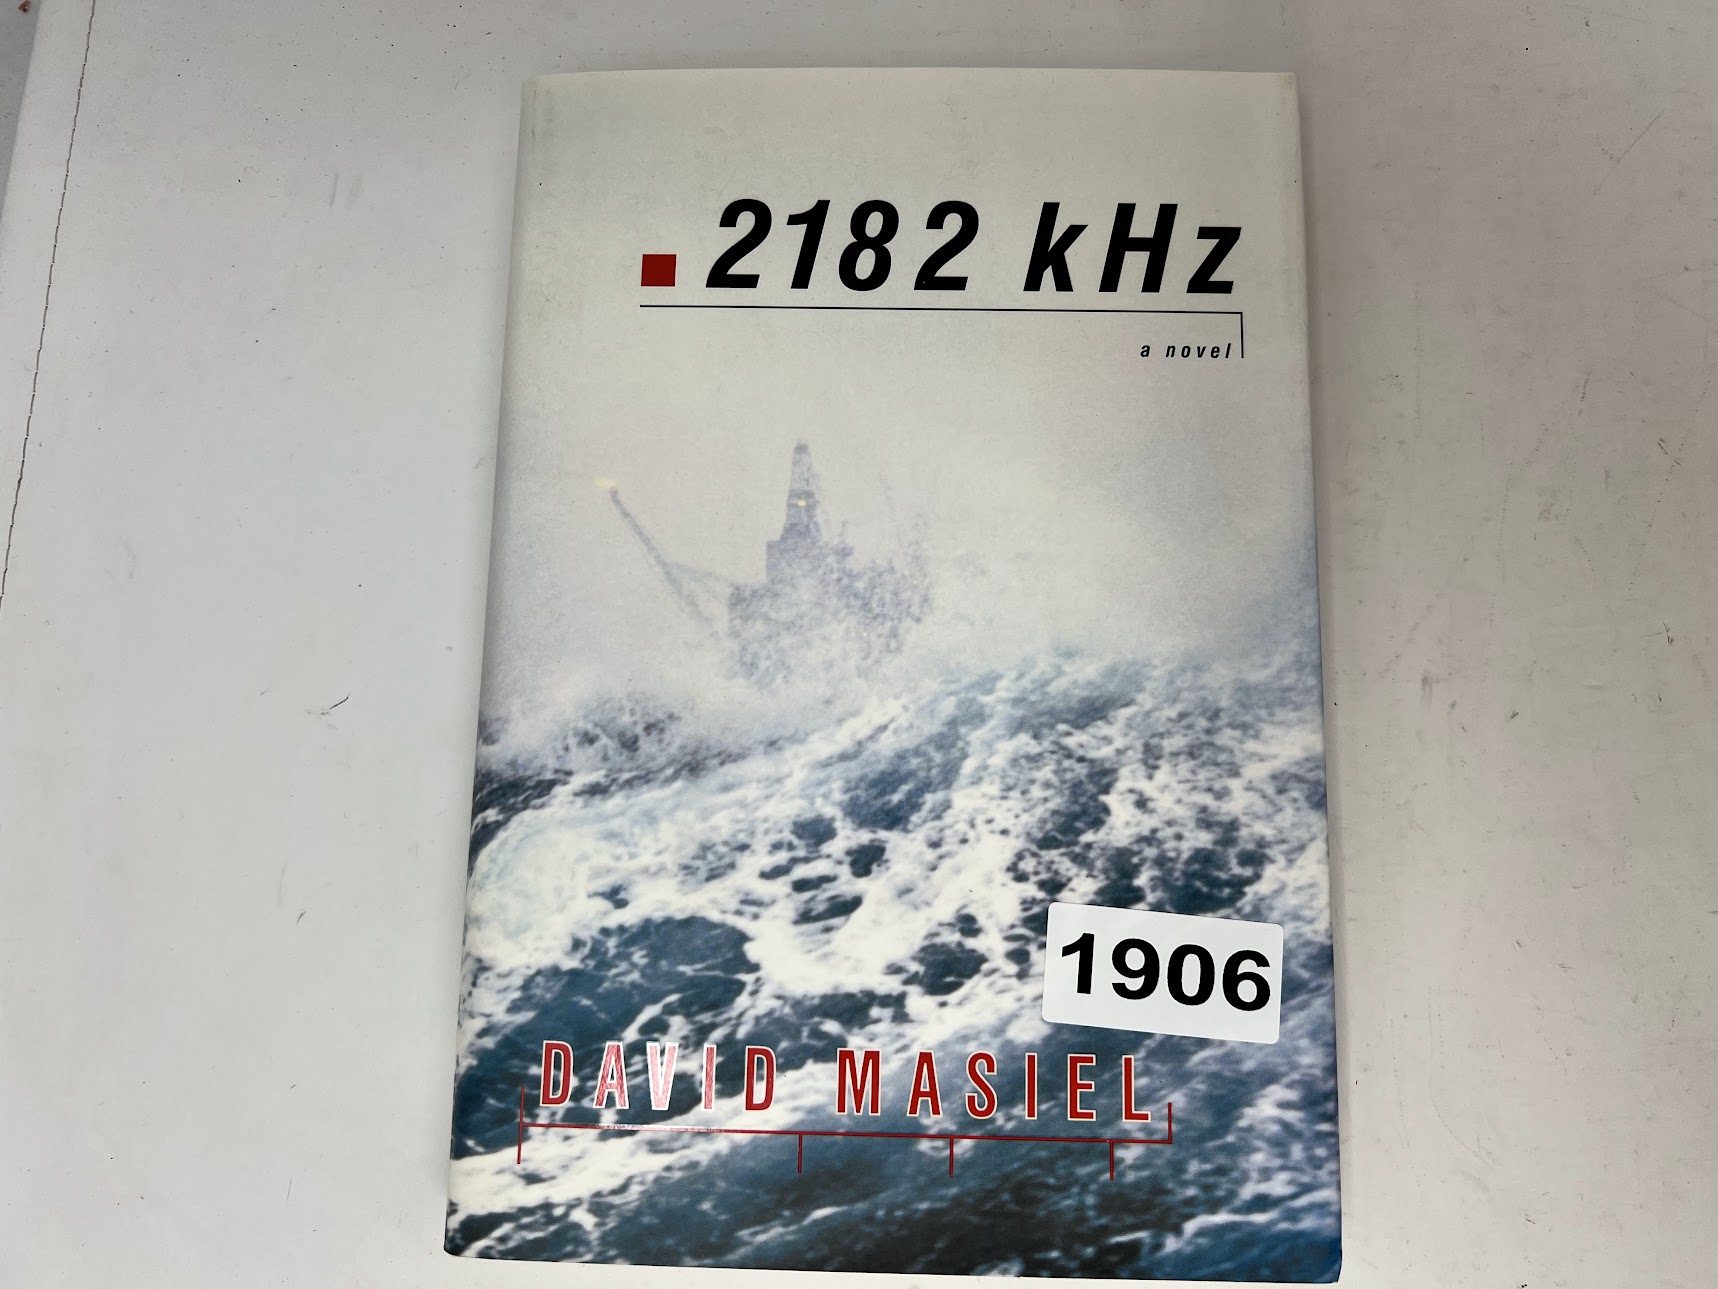 2182 kHz
a novel
1906
DAVID MASIEL